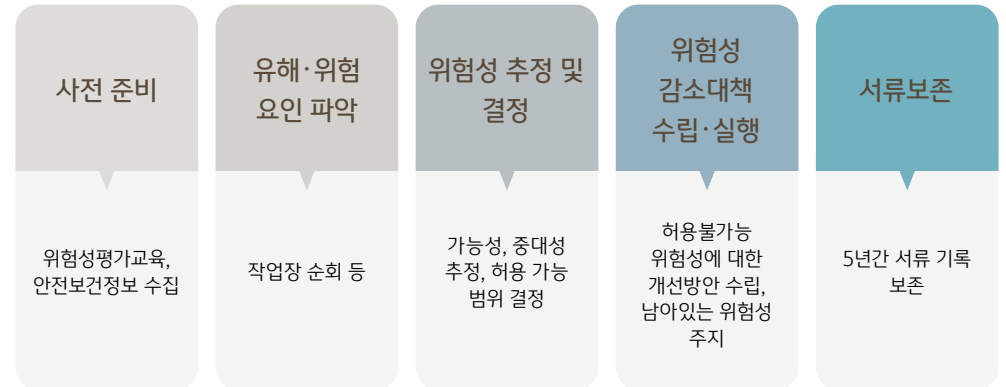 사전 준비
위험성평가교육,
안전보건정보 수집
유해·위험
요인 파악
작업장 순회 등
위험성 추정 및
결정
가능성, 중대성
추정, 허용 가능
범위 결정
위험성
감소대책
수립·실행
허용불가능
위험성에 대한
개선방안 수립,
남아있는 위험성
주지
서류보존
5년간 서류 기록
보존